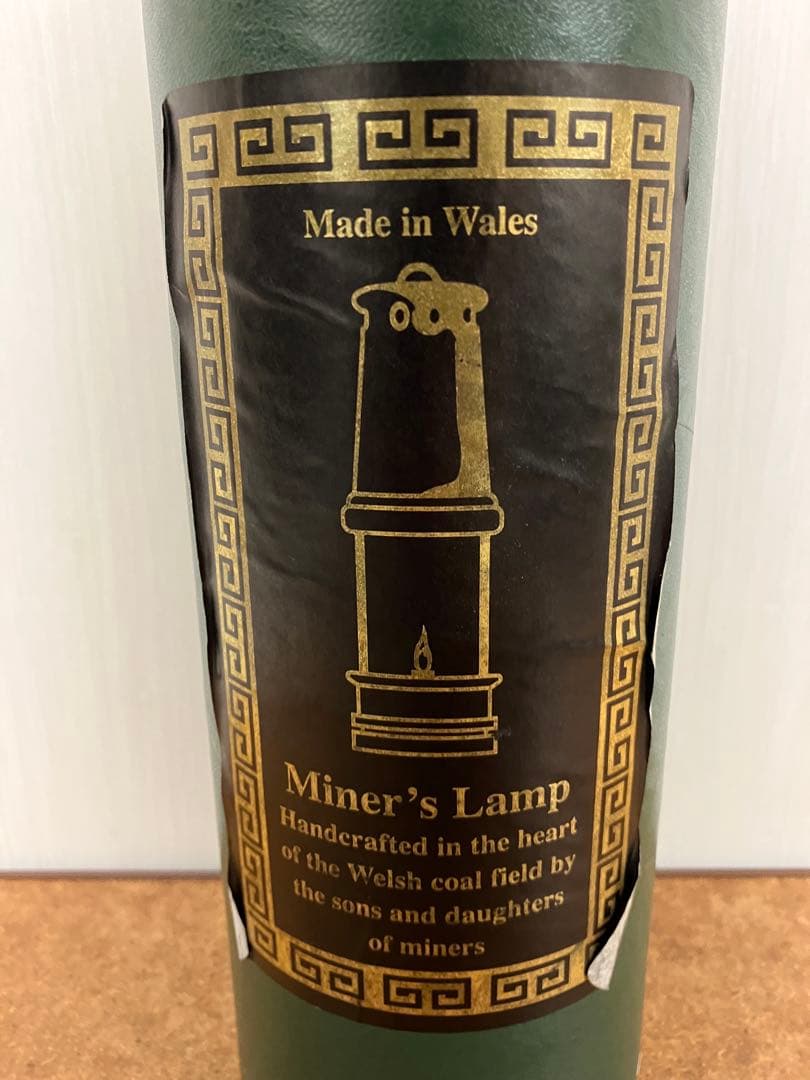 Made in Wales
Miner's Lamp
Handcrafted in the heart
of the Welsh coal field by
the sons and daughters
of miners